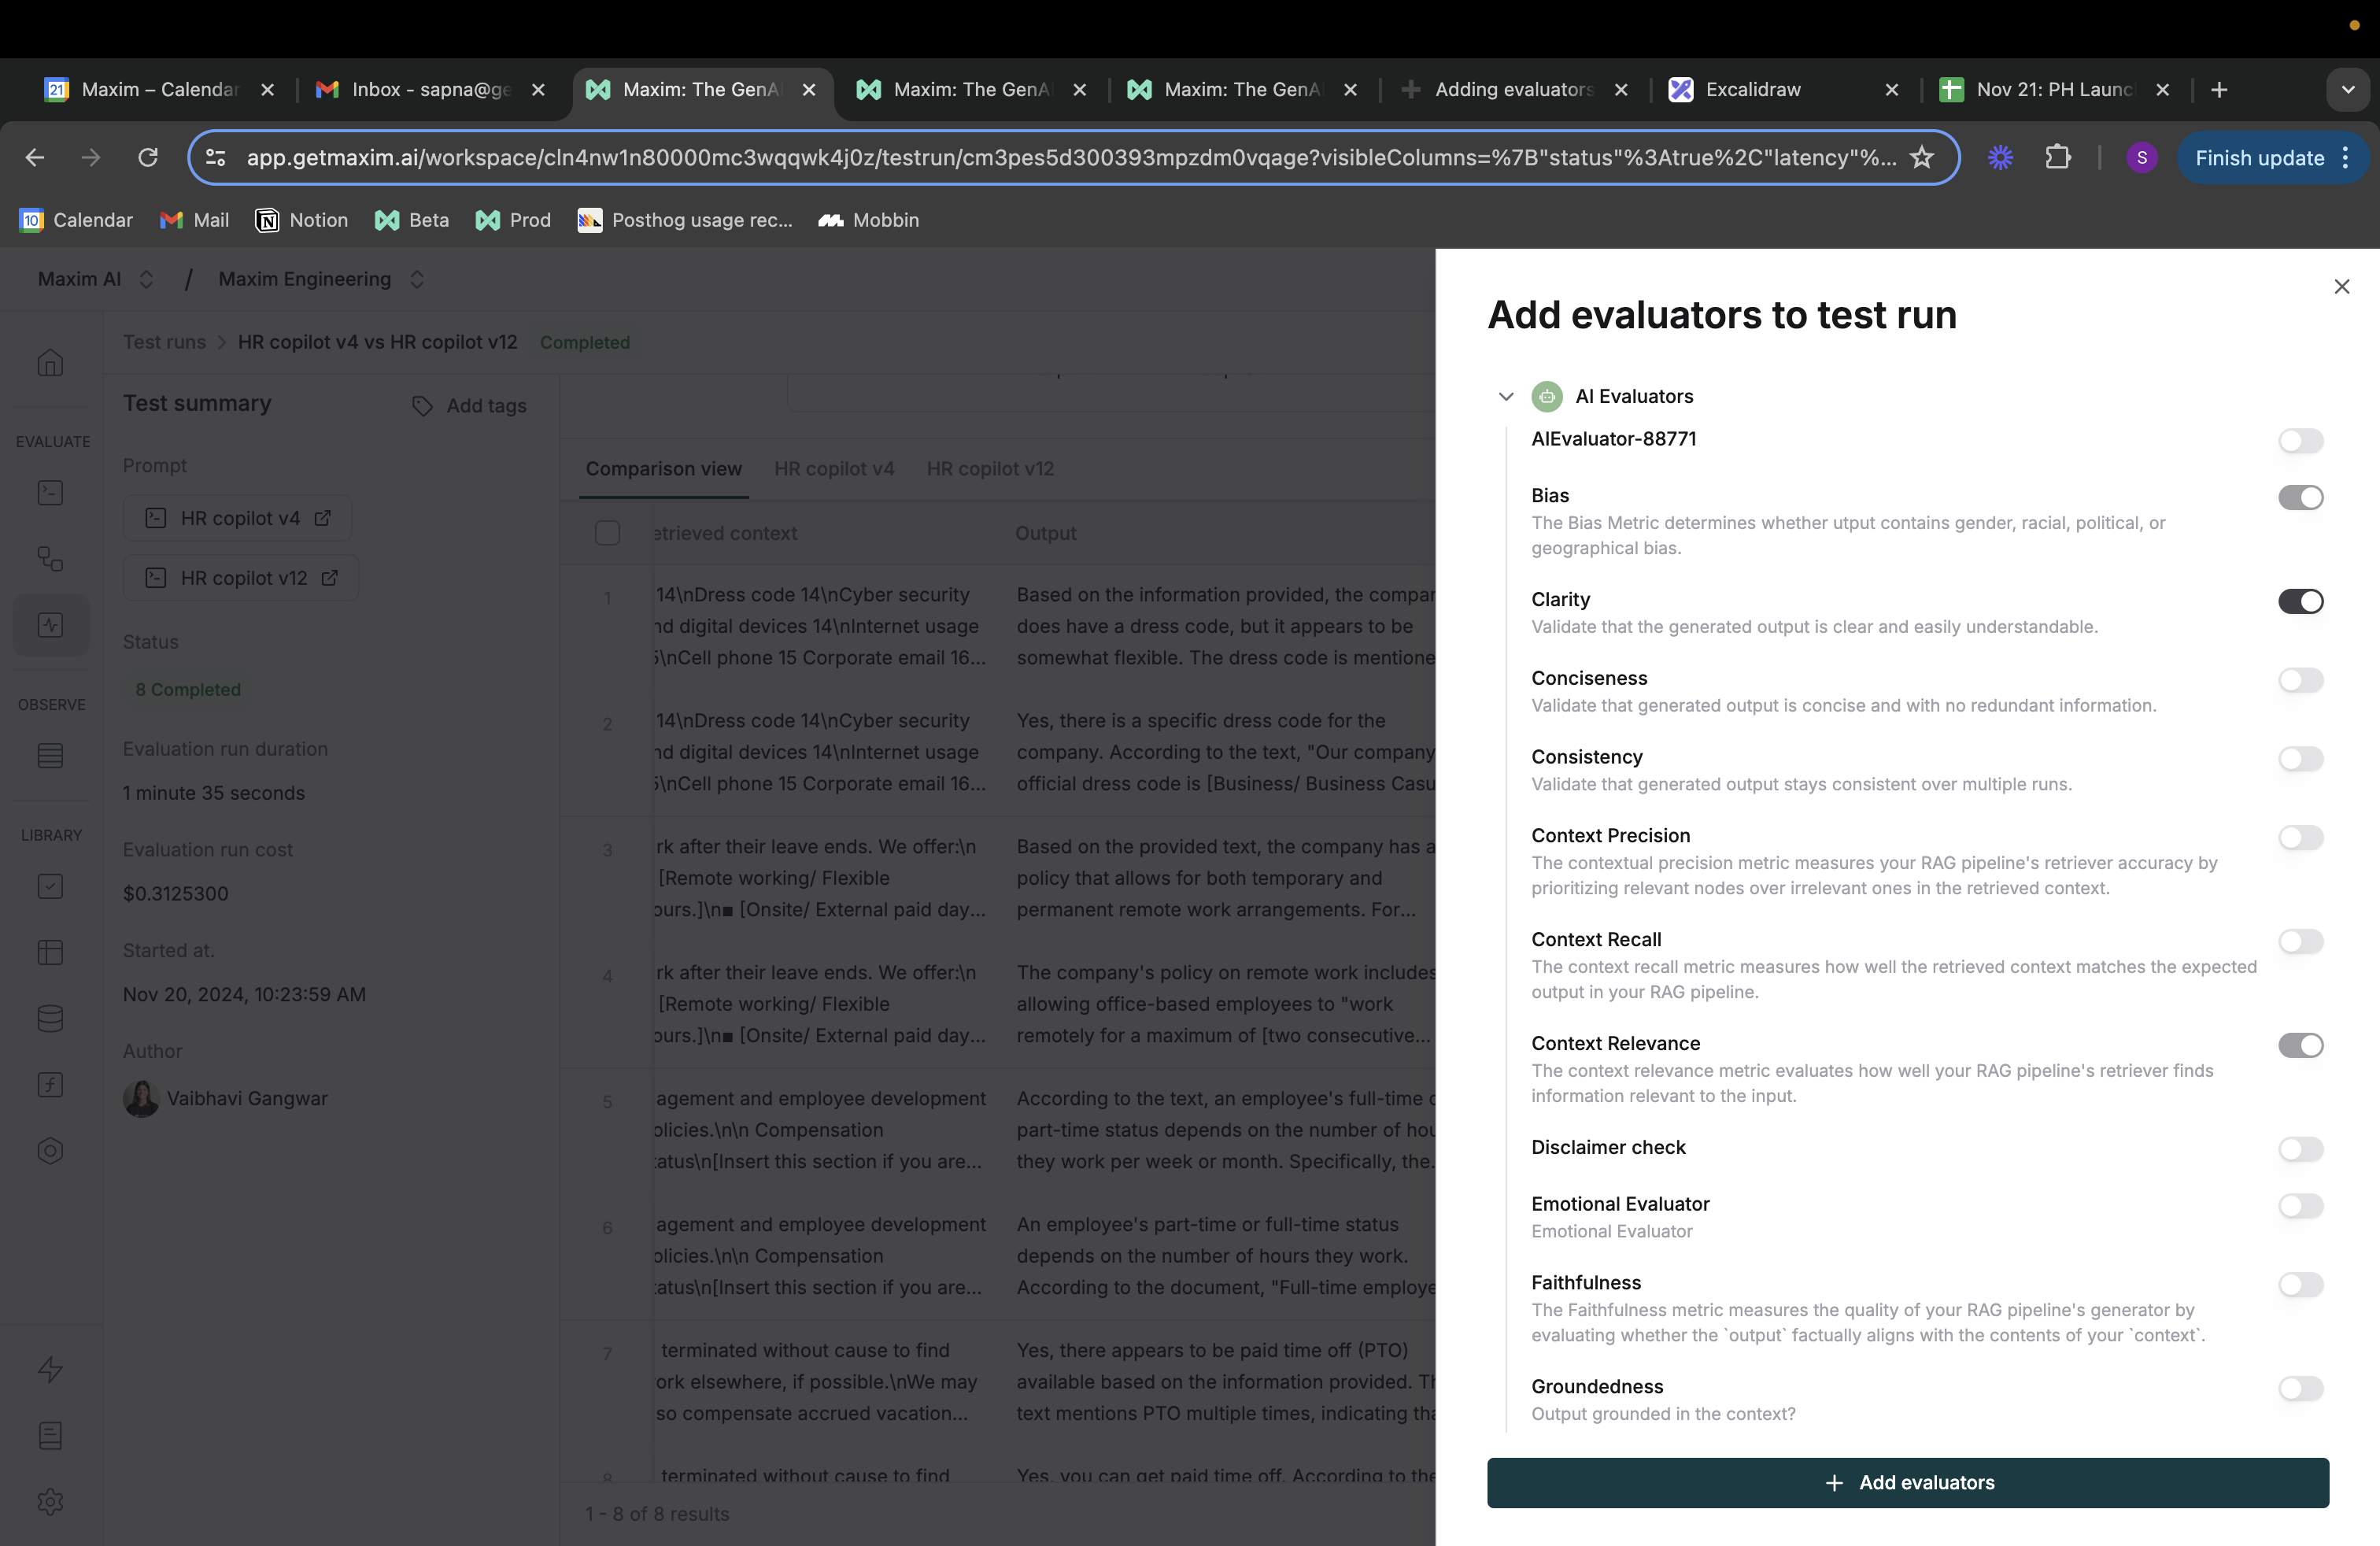 21 Maxim – Calendar
Inbox - sapna@ge
Maxim: The GenA
Maxim: The GenA
Maxim: The GenA
Adding evaluators
Excalidraw
Nov 21: PH Launc
app.getmaxim.ai/workspace/cln4nw1n80000mc3wqqwk4j0z/testrun/cm3pes5d300393mpzdm0vqage?visibleColumns=%7B"status"%3Atrue%2C"latency"%...
S
Finish update
10 Calendar
Mail
Notion
Beta
Prod
Posthog usage rec...
Mobbin
Maxim AI / Maxim Engineering
Test runs > HR copilot v4 vs HR copilot v12 Completed
EVALUATE
OBSERVE
LIBRARY
Test summary
Add tags
Prompt
HR copilot v4
HR copilot v12
Status
8 Completed
Evaluation run duration
1 minute 35 seconds
Evaluation run cost
$0.3125300
Started at.
Nov 20, 2024, 10:23:59 AM
Author
Vaibhavi Gangwar
Comparison view HR copilot v4 HR copilot v12
etrieved context
Output
1
14\nDress code 14\nCyber security
nd digital devices 14\nInternet usage
5\nCell phone 15 Corporate email 16...
Based on the information provided, the compar
does have a dress code, but it appears to be
somewhat flexible. The dress code is mentione
2
14\nDress code 14\nCyber security
nd digital devices 14\nInternet usage
5\nCell phone 15 Corporate email 16...
Yes, there is a specific dress code for the
company. According to the text, "Our company
official dress code is [Business/ Business Casu
3
rk after their leave ends. We offer:\n
[Remote working/ Flexible
ours.]\n■ [Onsite/ External paid day...
Based on the provided text, the company has a
policy that allows for both temporary and
permanent remote work arrangements. For...
4
rk after their leave ends. We offer:\n
[Remote working/ Flexible
ours.]\n■ [Onsite/ External paid day...
The company's policy on remote work includes
allowing office-based employees to "work
remotely for a maximum of [two consecutive...
5
agement and employee development
olicies.\n\n Compensation
tatus\n[Insert this section if you are...
According to the text, an employee's full-time o
part-time status depends on the number of hou
they work per week or month. Specifically, the.
6
agement and employee development
olicies.\n\n Compensation
tatus\n[Insert this section if you are...
An employee's part-time or full-time status
depends on the number of hours they work.
According to the document, "Full-time employe
7
terminated without cause to find
ork elsewhere, if possible.\nWe may
so compensate accrued vacation...
Yes, there appears to be paid time off (PTO)
available based on the information provided. Th
text mentions PTO multiple times, indicating tha
8
terminated without cause to find
Yes, you can get paid time off. According to the
1 - 8 of 8 results
Add evaluators to test run
AI Evaluators
AIEvaluator-88771
Bias
The Bias Metric determines whether utput contains gender, racial, political, or
geographical bias.
Clarity
Validate that the generated output is clear and easily understandable.
Conciseness
Validate that generated output is concise and with no redundant information.
Consistency
Validate that generated output stays consistent over multiple runs.
Context Precision
The contextual precision metric measures your RAG pipeline's retriever accuracy by
prioritizing relevant nodes over irrelevant ones in the retrieved context.
Context Recall
The context recall metric measures how well the retrieved context matches the expected
output in your RAG pipeline.
Context Relevance
The context relevance metric evaluates how well your RAG pipeline's retriever finds
information relevant to the input.
Disclaimer check
Emotional Evaluator
Emotional Evaluator
Faithfulness
The Faithfulness metric measures the quality of your RAG pipeline's generator by
evaluating whether the `output` factually aligns with the contents of your `context`.
Groundedness
Output grounded in the context?
Add evaluators